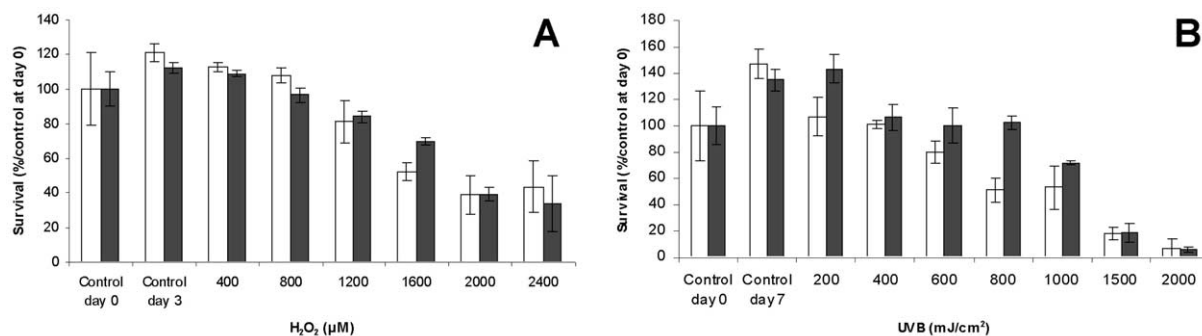 A
Survival (%/control at day 0)
140
120
100
80
60
40
20
0
Control
day 0
Control
day 3
400
800
1200
1600
2000
2400
H₂O₂ (µM)
B
Survival (%/control at day 0)
180
160
140
120
100
80
60
40
20
0
Control
day 0
Control
day 7
200
400
600
800
1000
1500
2000
UVB (mJ/cm²)